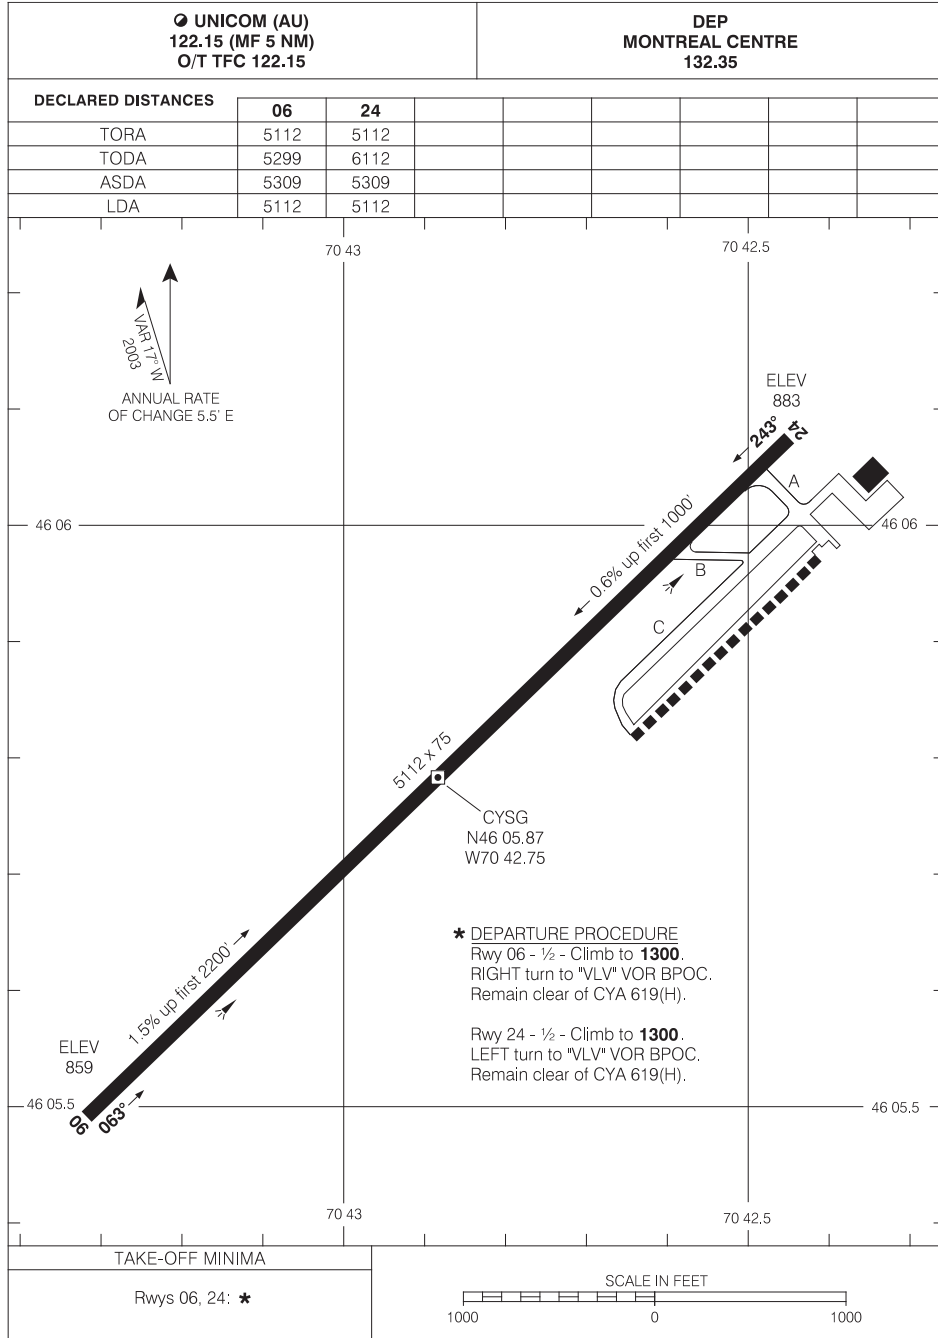 UNICOM (AU)
122.15 (MF 5 NM)
O/T TFC 122.15
DEP
MONTREAL CENTRE
132.35
DECLARED DISTANCES
06 24
TORA 5112 5112
TODA 5299 6112
ASDA 5309 5309
LDA 5112 5112
70 43
70 42.5
VAR 17° W
2003
ANNUAL RATE
OF CHANGE 5.5' E
ELEV
883
243°
24
A
46 06
46 06
0.6% up first 1000'
B
C
5112 x 75
CYSG
N46 05.87
W70 42.75
* DEPARTURE PROCEDURE
Rwy 06 - ½ - Climb to 1300.
RIGHT turn to "VLV" VOR BPOC.
Remain clear of CYA 619(H).
Rwy 24 - ½ - Climb to 1300.
LEFT turn to "VLV" VOR BPOC.
Remain clear of CYA 619(H).
1.5% up first 2200'
ELEV
859
06
063°
46 05.5
46 05.5
70 43
70 42.5
TAKE-OFF MINIMA
Rwys 06, 24: *
SCALE IN FEET
1000 0 1000